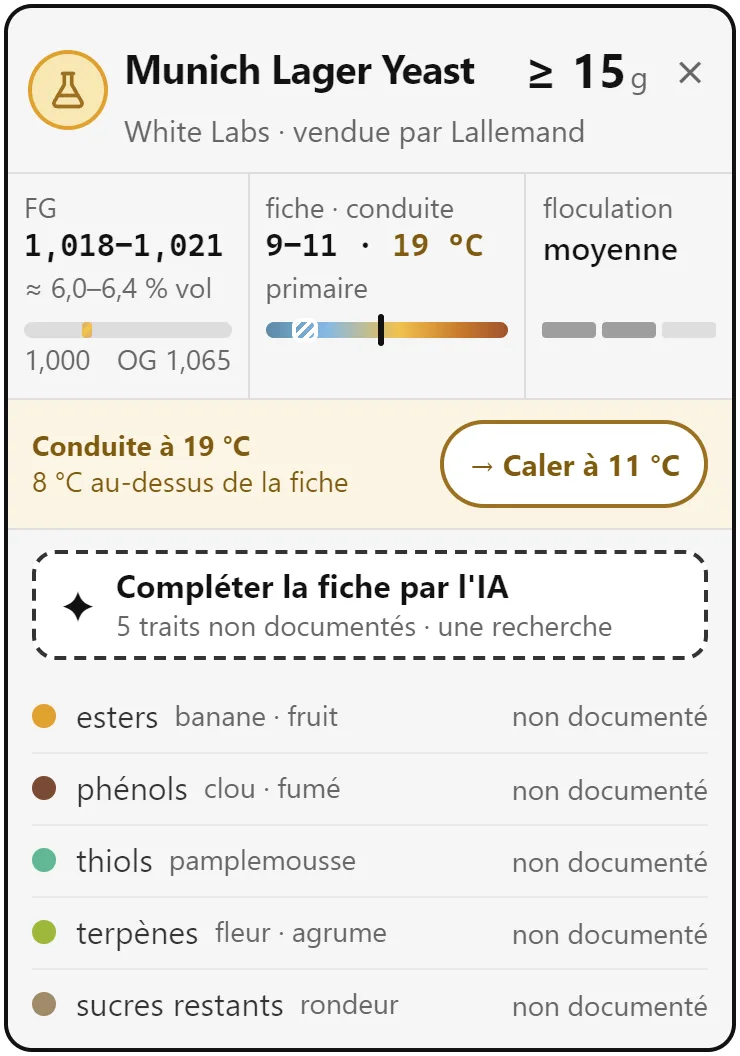 Munich Lager Yeast ≥ 15 g ×
White Labs · vendue par Lallemand
FG
1,018–1,021
≈ 6,0–6,4 % vol
1,000 OG 1,065
fiche · conduite
9–11 · 19 °C
primaire
floculation
moyenne
Conduite à 19 °C
8 °C au-dessus de la fiche
→ Caler à 11 °C
Compléter la fiche par l'IA
5 traits non documentés · une recherche
esters banane · fruit non documenté
phénols clou · fumé non documenté
thiols pamplemousse non documenté
terpènes fleur · agrume non documenté
sucres restants rondeur non documenté